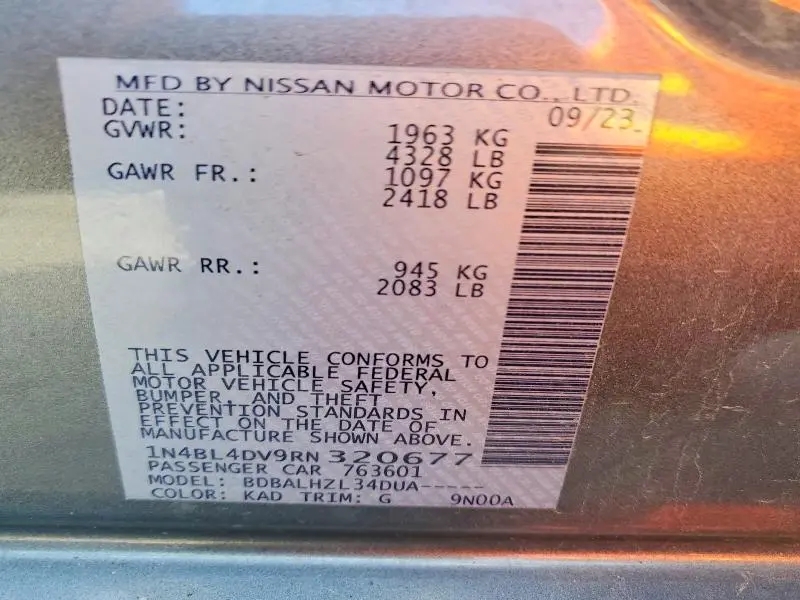 MFD BY NISSAN MOTOR CO., LTD.
DATE: 09/23
GVWR: 1963 KG
4328 LB
GAWR FR.: 1097 KG
2418 LB
GAWR RR.: 945 KG
2083 LB
THIS VEHICLE CONFORMS TO
ALL APPLICABLE FEDERAL
MOTOR VEHICLE SAFETY,
BUMPER, AND THEFT
PREVENTION STANDARDS IN
EFFECT ON THE DATE OF
MANUFACTURE SHOWN ABOVE.
1N4BL4DV9RN320677
PASSENGER CAR 763601
MODEL: BDBALHZL34DUA-----
COLOR: KAD TRIM: G 9N00A